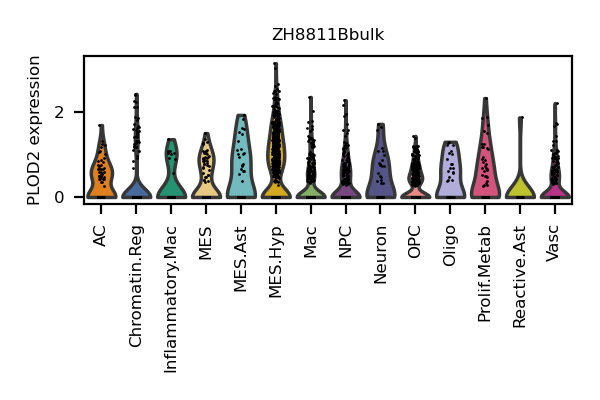 ZH8811Bbulk
PLOD2 expression
2
0
AC
Chromatin.Reg
Inflammatory.Mac
MES
MES.Ast
MES.Hyp
Mac
NPC
Neuron
OPC
Oligo
Prolif.Metab
Reactive.Ast
Vasc